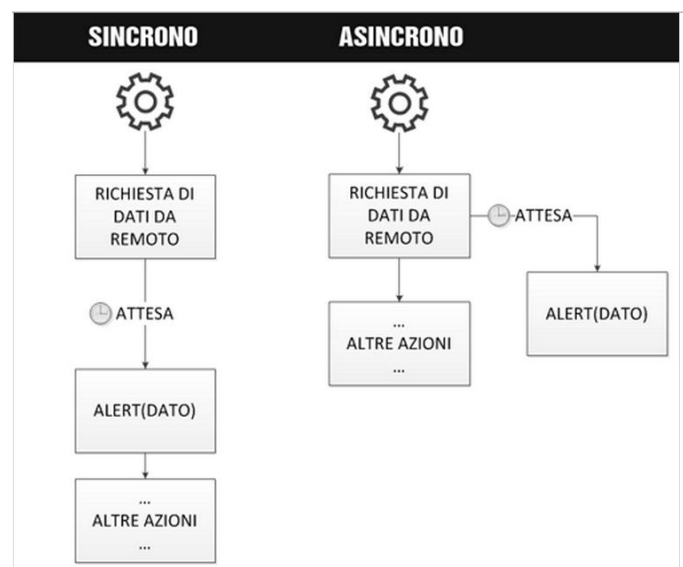 SINCRONO
RICHIESTA DI
DATI DA
REMOTO
ATTESA
ALERT(DATO)
...
ALTRE AZIONI
...
ASINCRONO
RICHIESTA DI
DATI DA
REMOTO
ATTESA
ALERT(DATO)
...
ALTRE AZIONI
...